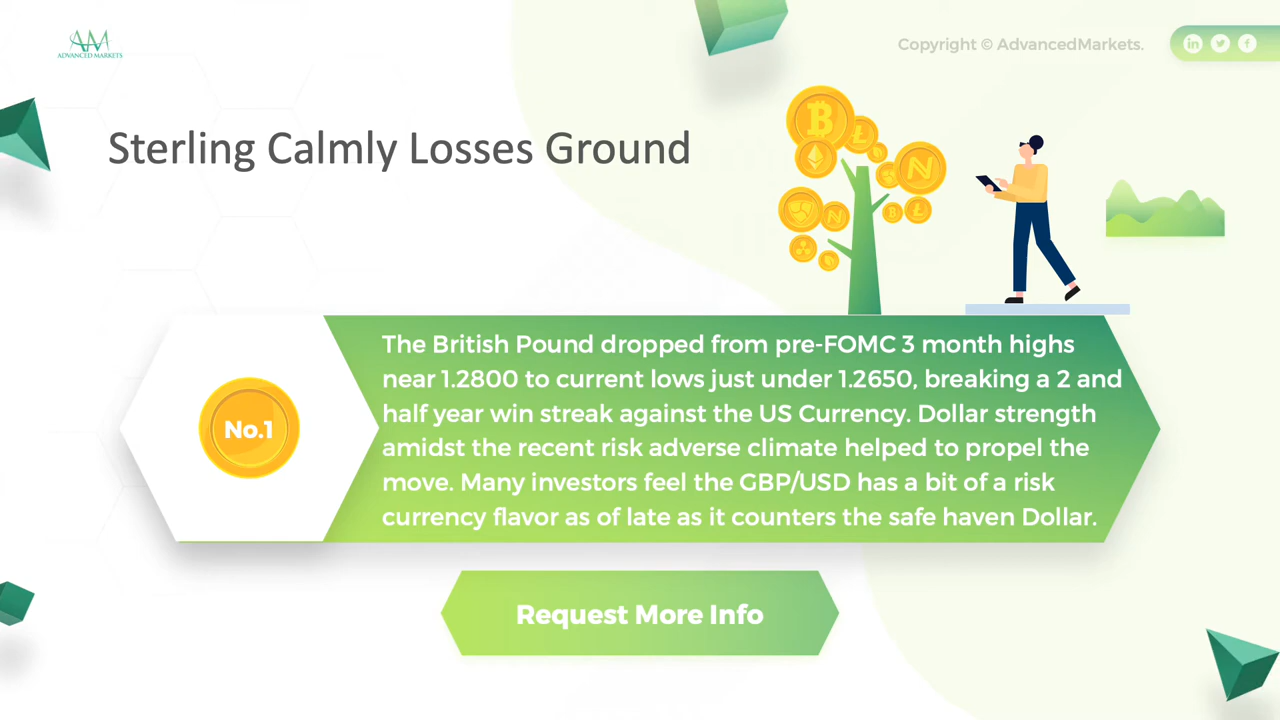 AM
ADVANCED MARKETS
Copyright © AdvancedMarkets.
in
f
Sterling Calmly Losses Ground
No.1
The British Pound dropped from pre-FOMC 3 month highs
near 1.2800 to current lows just under 1.2650, breaking a 2 and
half year win streak against the US Currency. Dollar strength
amidst the recent risk adverse climate helped to propel the
move. Many investors feel the GBP/USD has a bit of a risk
currency flavor as of late as it counters the safe haven Dollar.
Request More Info